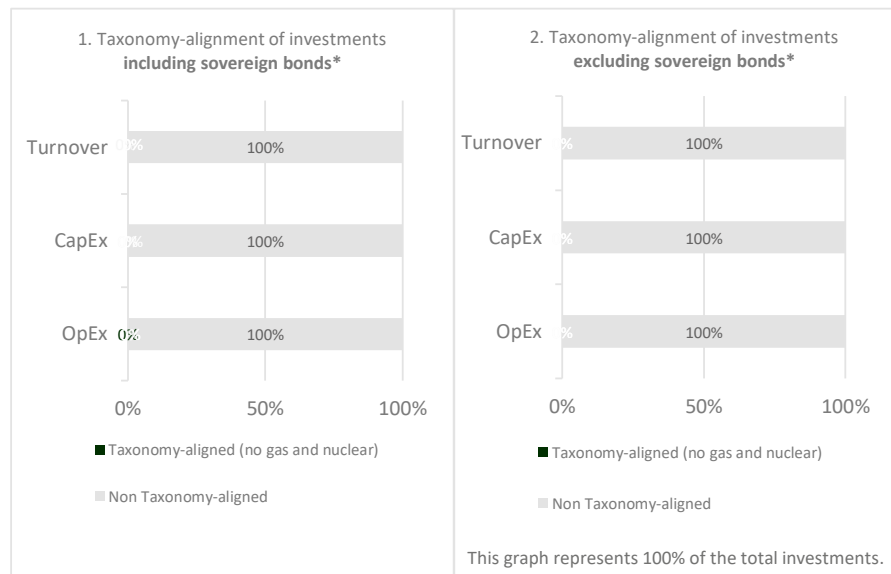 1. Taxonomy-alignment of investments
including sovereign bonds*
Turnover
100%
CapEx
100%
OpEx
0%
100%
0%
50%
100%
Taxonomy-aligned (no gas and nuclear)
Non Taxonomy-aligned
2. Taxonomy-alignment of investments
excluding sovereign bonds*
Turnover
100%
CapEx
100%
OpEx
100%
0%
50%
100%
Taxonomy-aligned (no gas and nuclear)
Non Taxonomy-aligned
This graph represents 100% of the total investments.